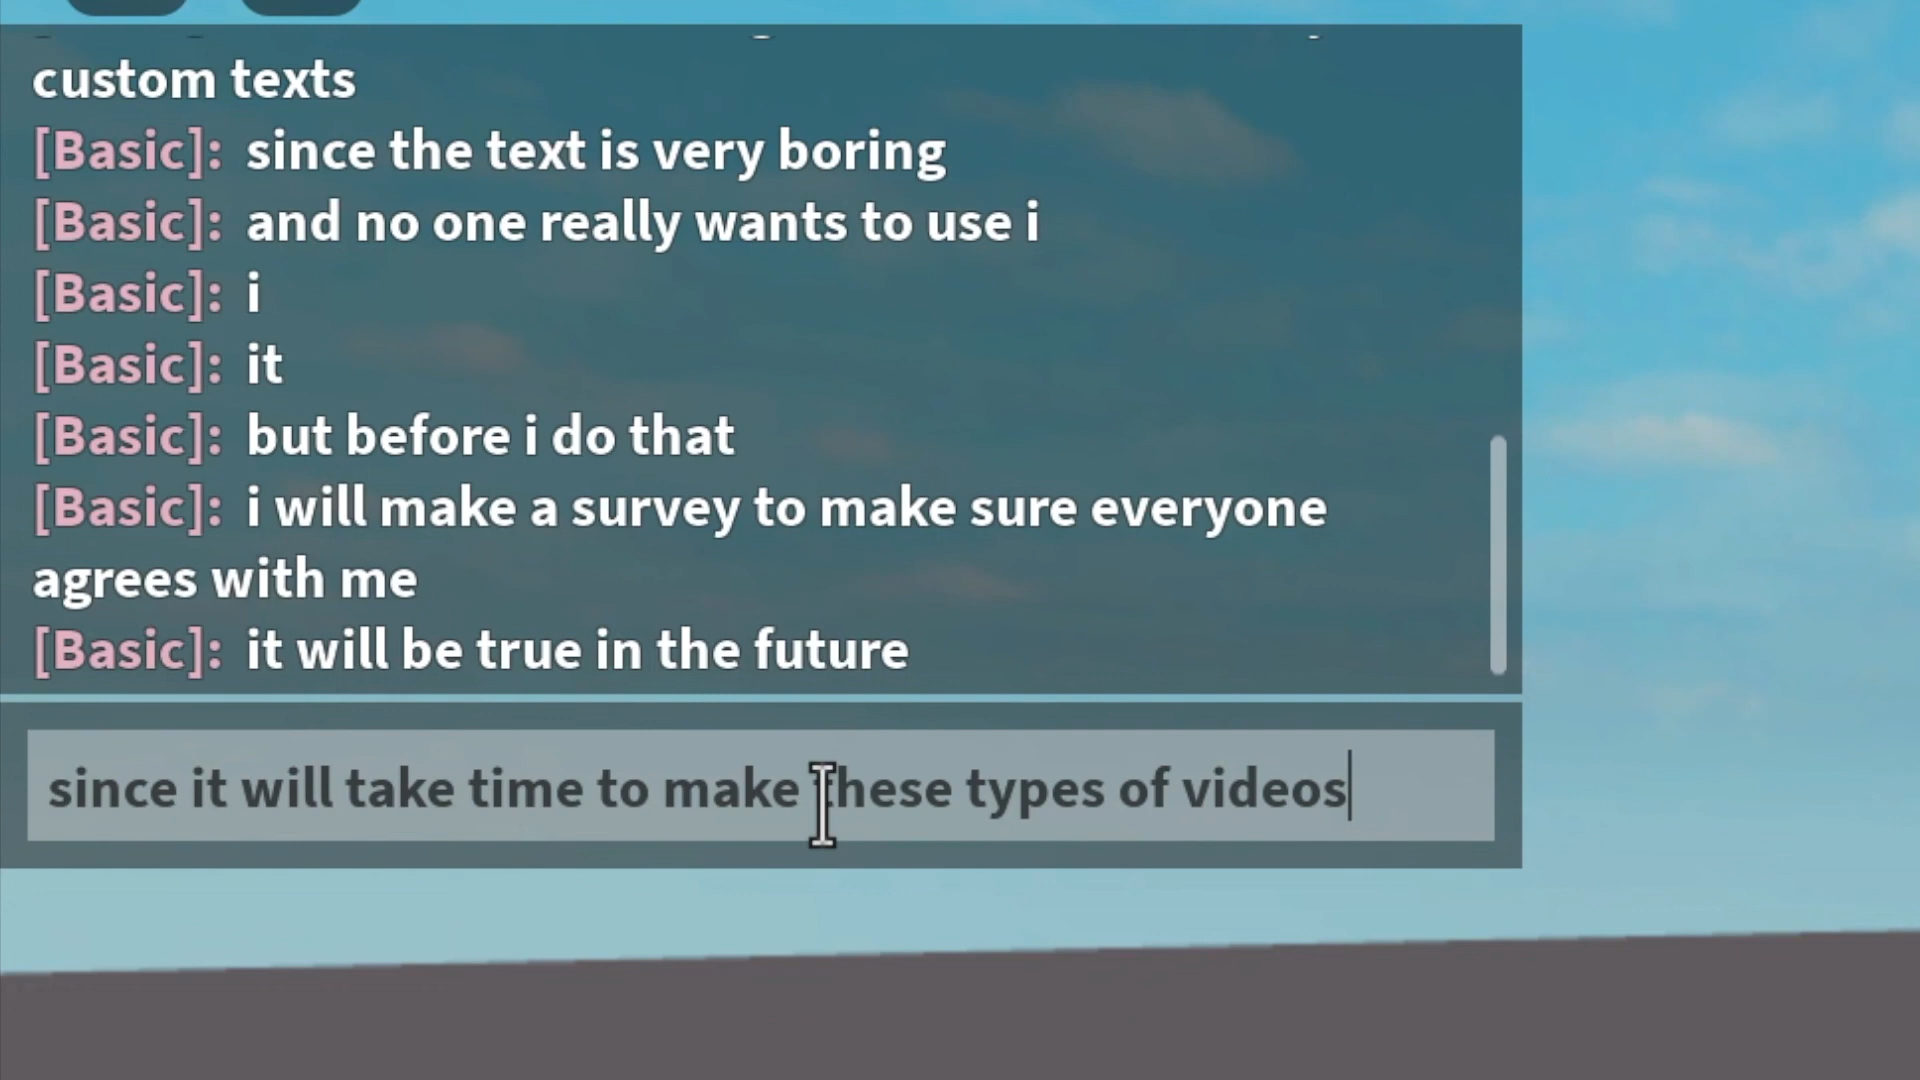 custom texts
[Basic]: since the text is very boring
[Basic]: and no one really wants to use i
[Basic]: i
[Basic]: it
[Basic]: but before i do that
[Basic]: i will make a survey to make sure everyone
agrees with me
[Basic]: it will be true in the future
since it will take time to make these types of videos